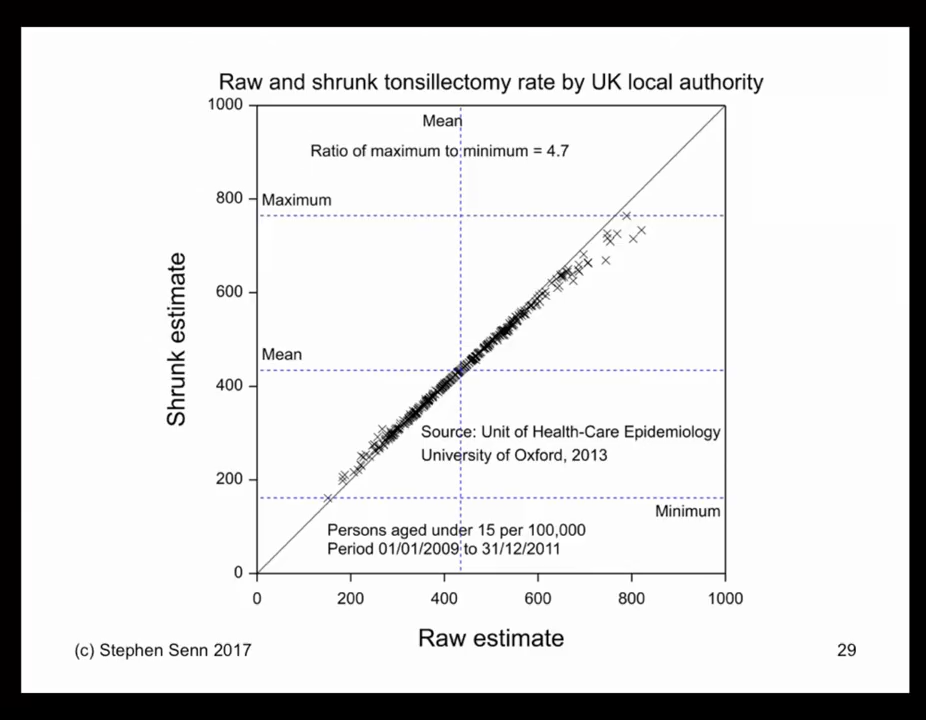 Raw and shrunk tonsillectomy rate by UK local authority
1000
Mean
Ratio of maximum to minimum = 4.7
800
Maximum
600
Shrunk estimate
Mean
400
Source: Unit of Health-Care Epidemiology
University of Oxford, 2013
200
Minimum
Persons aged under 15 per 100,000
Period 01/01/2009 to 31/12/2011
0
0 200 400 600 800 1000
Raw estimate
(c) Stephen Senn 2017
29